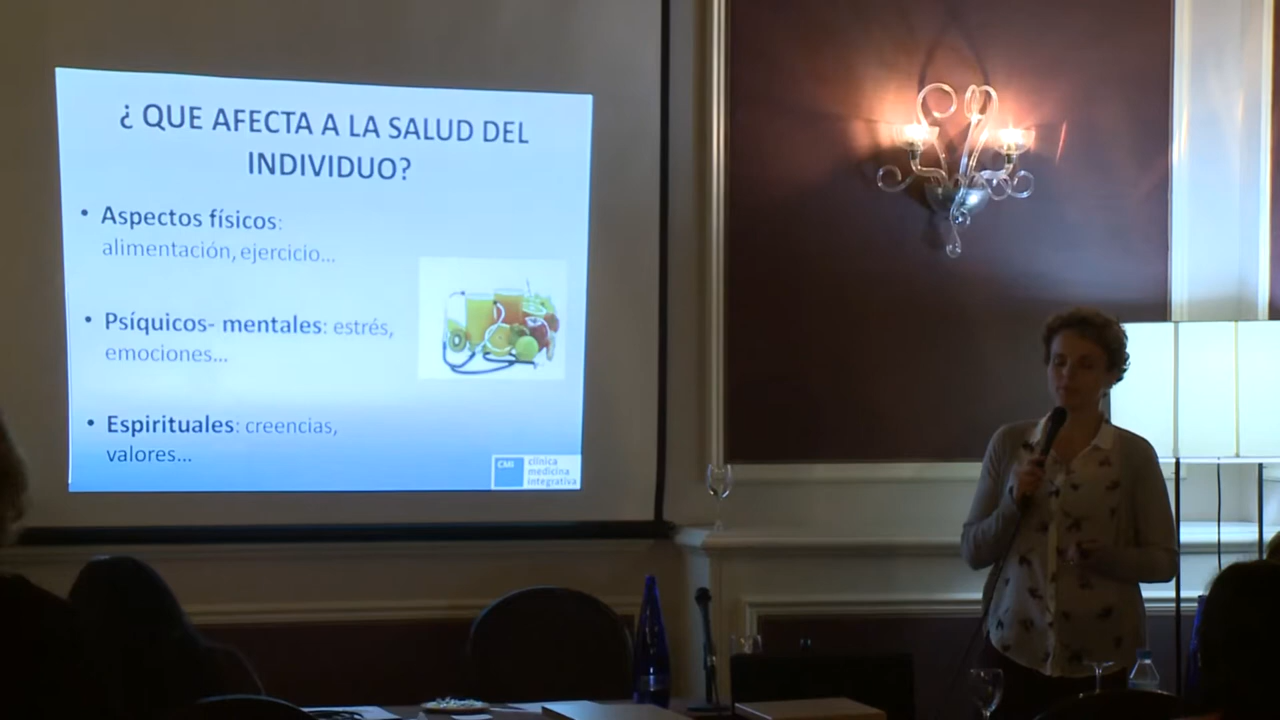 ¿ QUE AFECTA A LA SALUD DEL
INDIVIDUO?
• Aspectos físicos:
alimentación, ejercicio...
• Psíquicos- mentales: estrés,
emociones...
• Espirituales: creencias,
valores...
CMI
clínica
medicina
integrativa